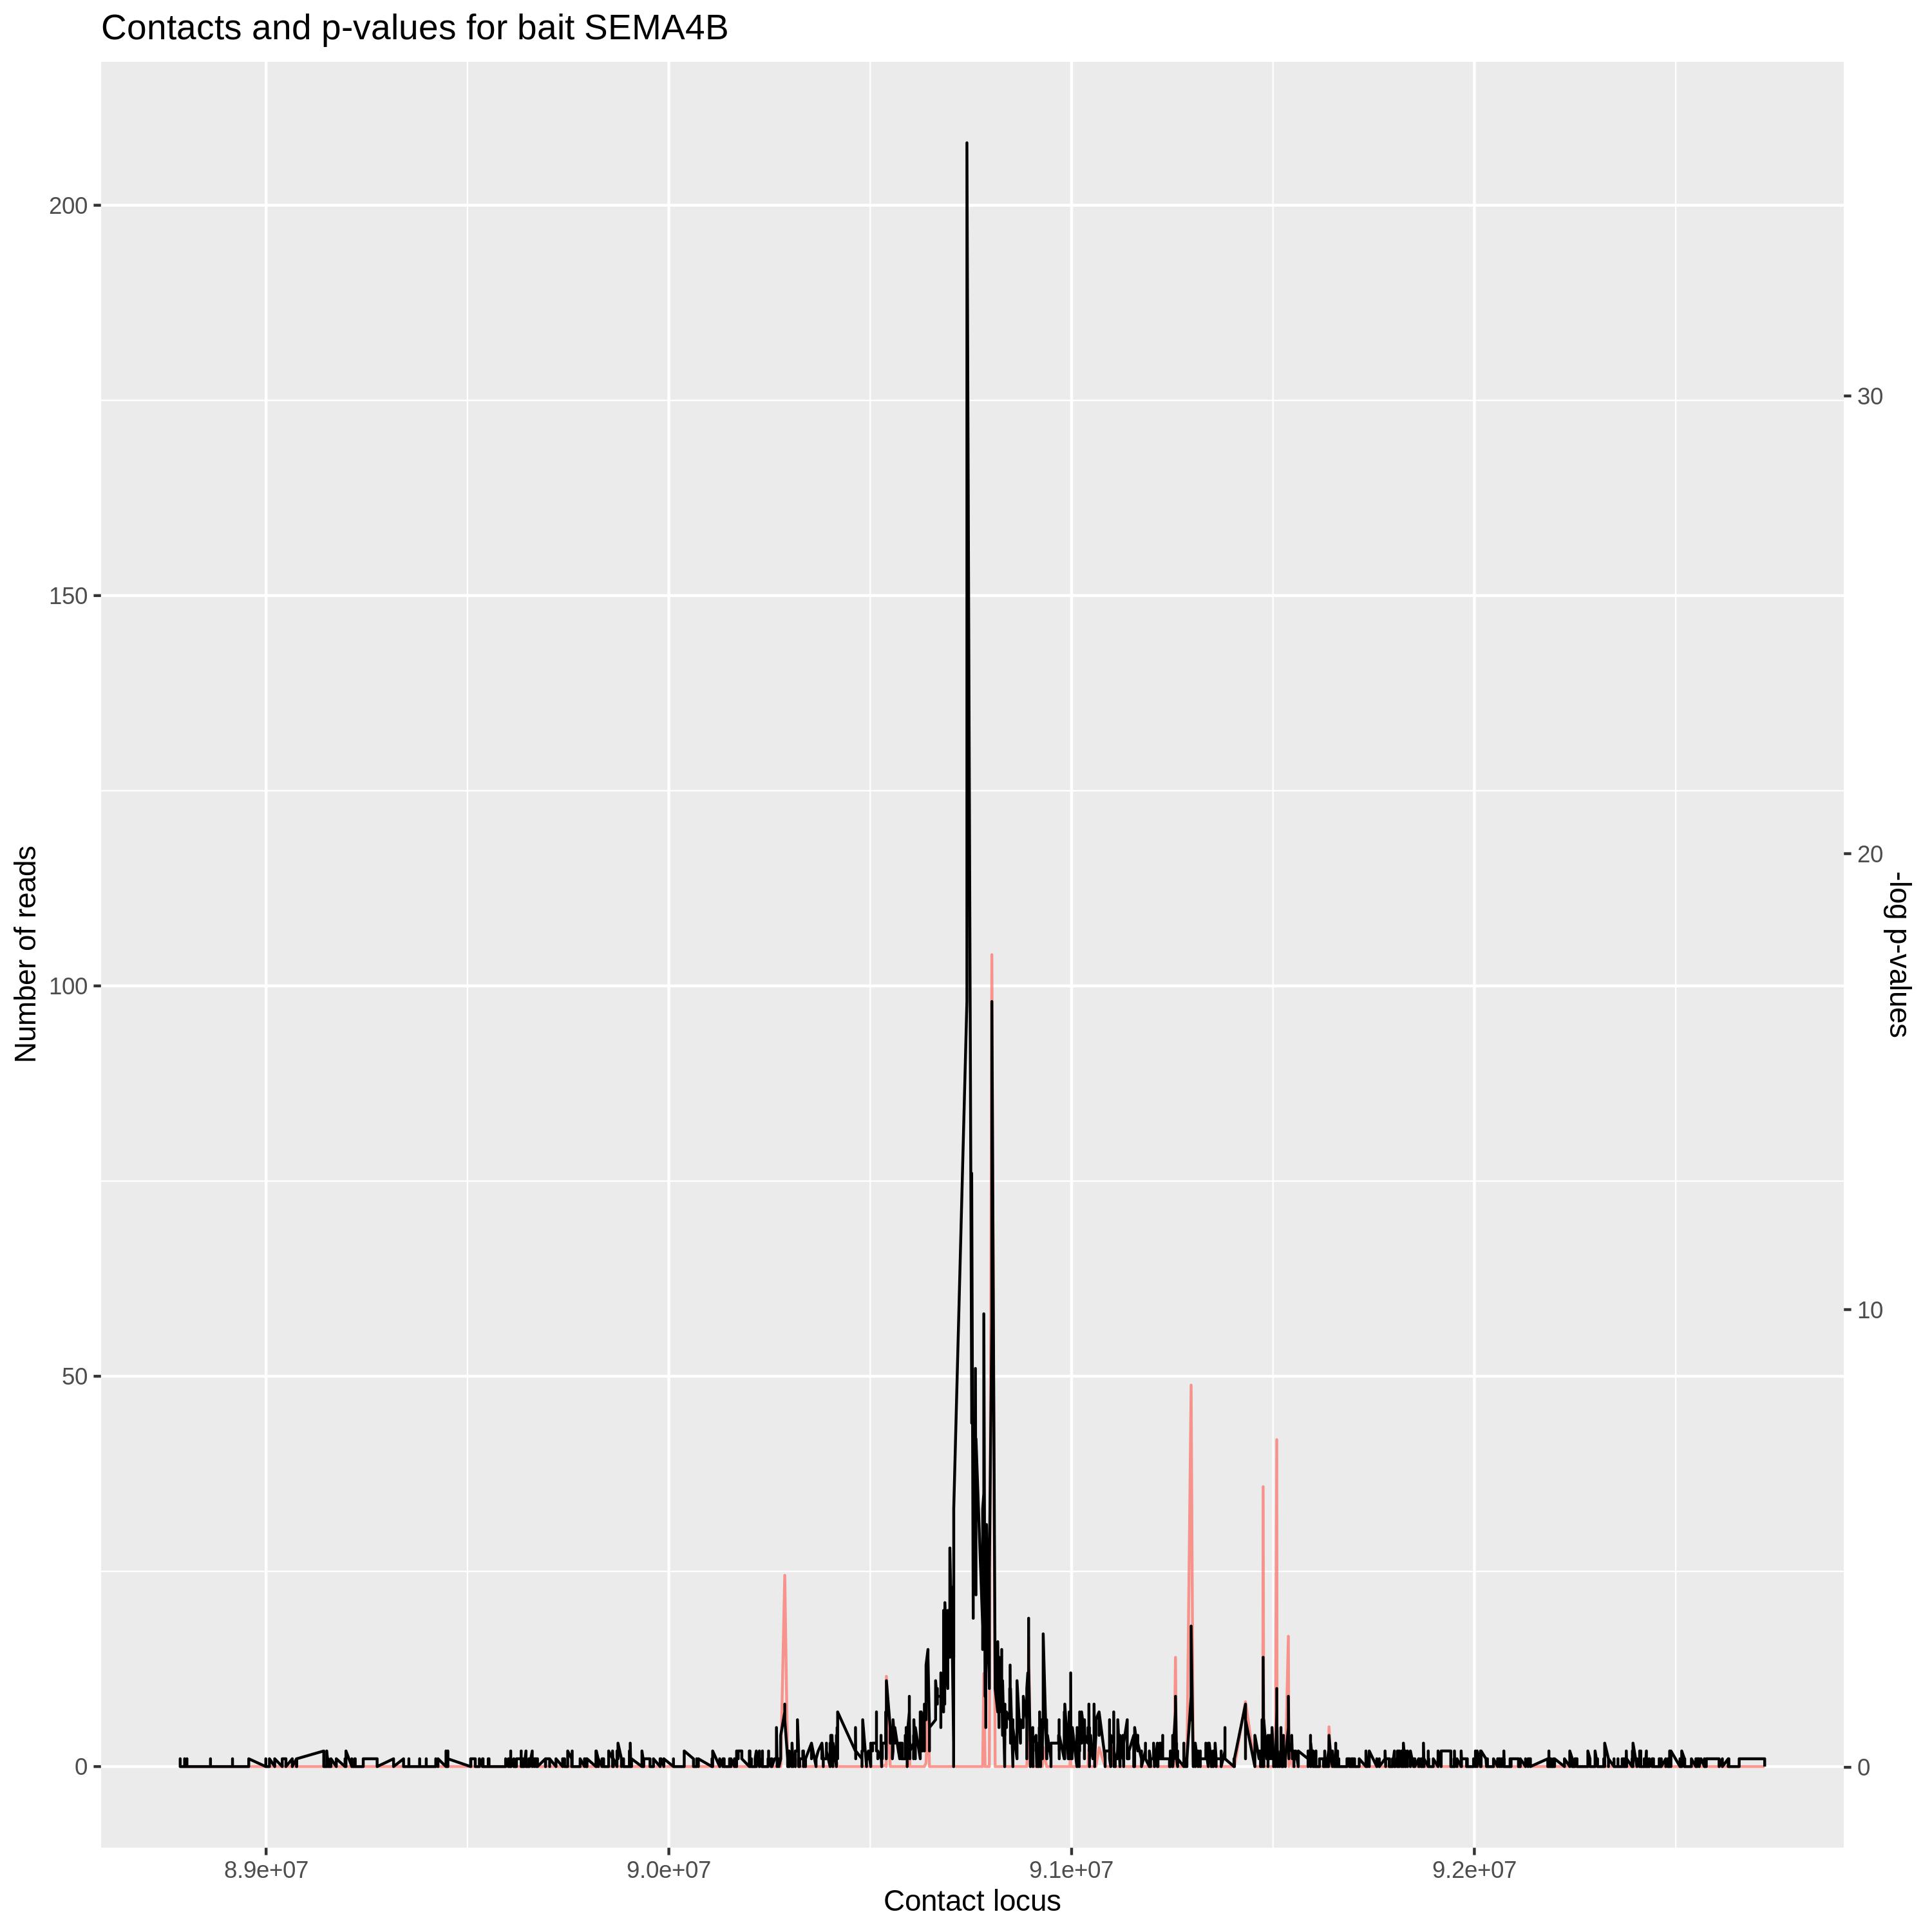 Contacts and p-values for bait SEMA4B
200
150
100
50
0
Number of reads
30
20
10
0
-log p-values
8.9e+07 9.0e+07 9.1e+07 9.2e+07
Contact locus